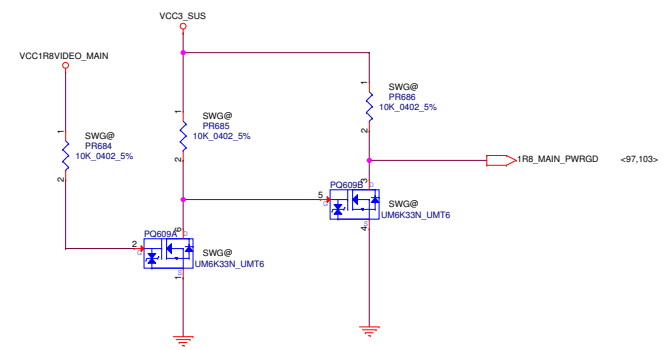 VCC3_SUS
VCC1R8VIDEO_MAIN
1
SWG@
PR684
10K_0402_5%
2
1
SWG@
PR685
10K_0402_5%
2
1
SWG@
PR686
10K_0402_5%
2
1R8_MAIN_PWRGD <97,103>
PQ609B
3
D
5
G
S
4
SWG@
UM6K33N_UMT6
PQ609A
6
D
2
G
S
1
SWG@
UM6K33N_UMT6